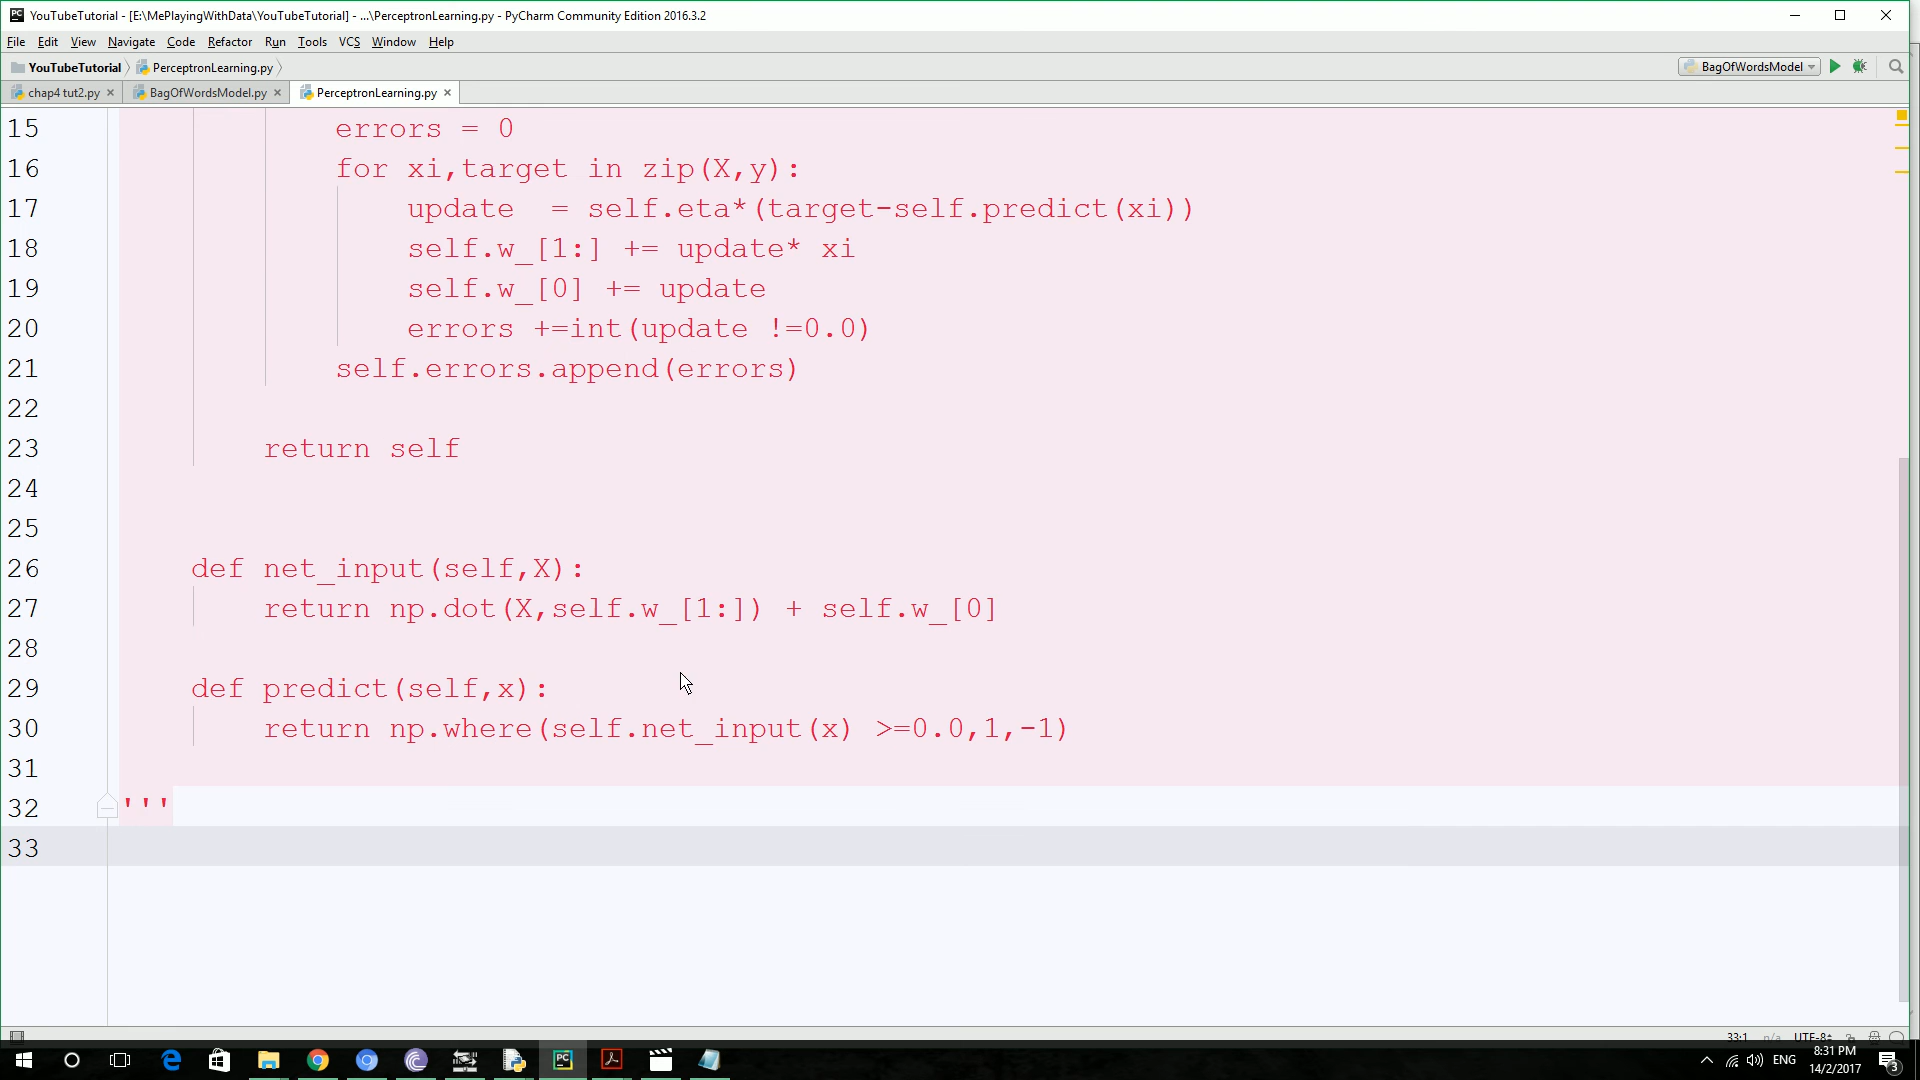 YouTubeTutorial - [E:\MePlayingWithData\YouTubeTutorial] - ...\PerceptronLearning.py - PyCharm Community Edition 2016.3.2
File Edit View Navigate Code Refactor Run Tools VCS Window Help
YouTubeTutorial PerceptronLearning.py BagOfWordsModel
chap4 tut2.py BagOfWordsModel.py PerceptronLearning.py
15 errors = 0
16 for xi,target in zip(X,y):
17 update  = self.eta*(target-self.predict(xi))
18 self.w_[1:] += update* xi
19 self.w_[0] += update
20 errors +=int(update !=0.0)
21 self.errors.append(errors)
22
23 return self
24
25
26 def net_input(self,X):
27 return np.dot(X,self.w_[1:]) + self.w_[0]
28
29 def predict(self,x):
30 return np.where(self.net_input(x) >=0.0,1,-1)
31
32 '''
33
33:1 n/a UTF-8
ENG 8:31 PM
14/2/2017 3